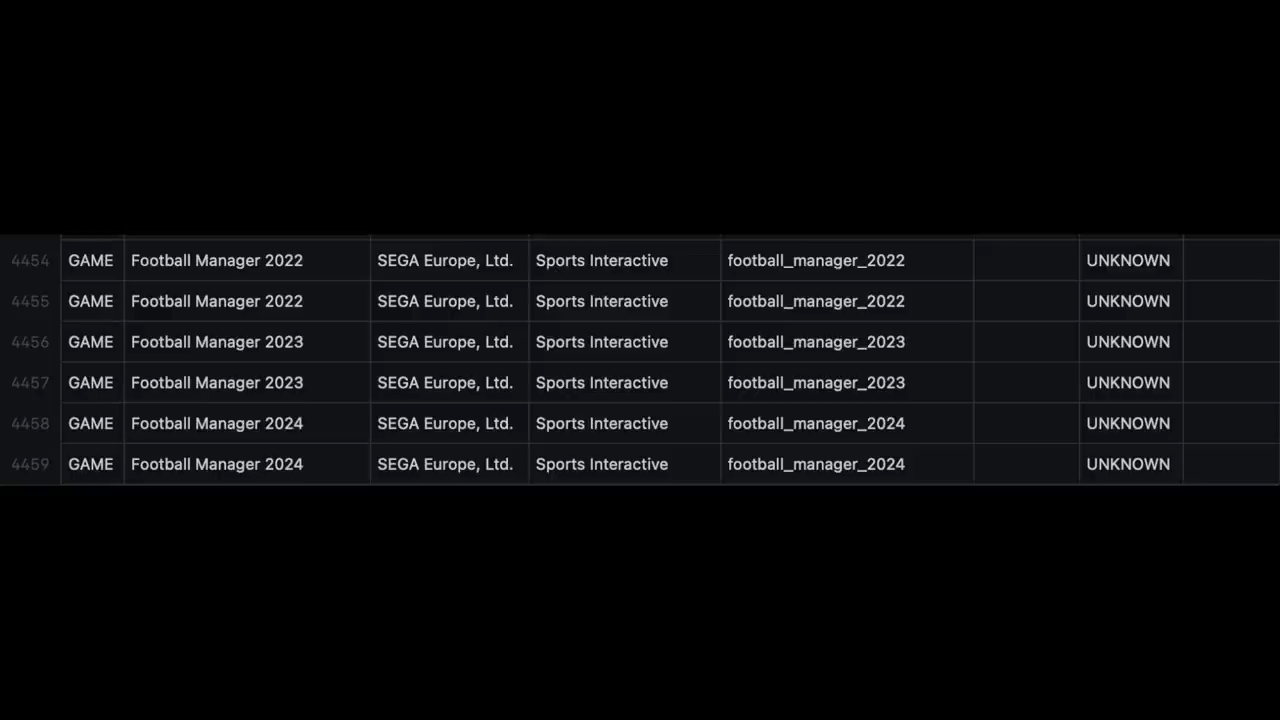 4454 GAME Football Manager 2022 SEGA Europe, Ltd. Sports Interactive football_manager_2022 UNKNOWN
4455 GAME Football Manager 2022 SEGA Europe, Ltd. Sports Interactive football_manager_2022 UNKNOWN
4456 GAME Football Manager 2023 SEGA Europe, Ltd. Sports Interactive football_manager_2023 UNKNOWN
4457 GAME Football Manager 2023 SEGA Europe, Ltd. Sports Interactive football_manager_2023 UNKNOWN
4458 GAME Football Manager 2024 SEGA Europe, Ltd. Sports Interactive football_manager_2024 UNKNOWN
4459 GAME Football Manager 2024 SEGA Europe, Ltd. Sports Interactive football_manager_2024 UNKNOWN